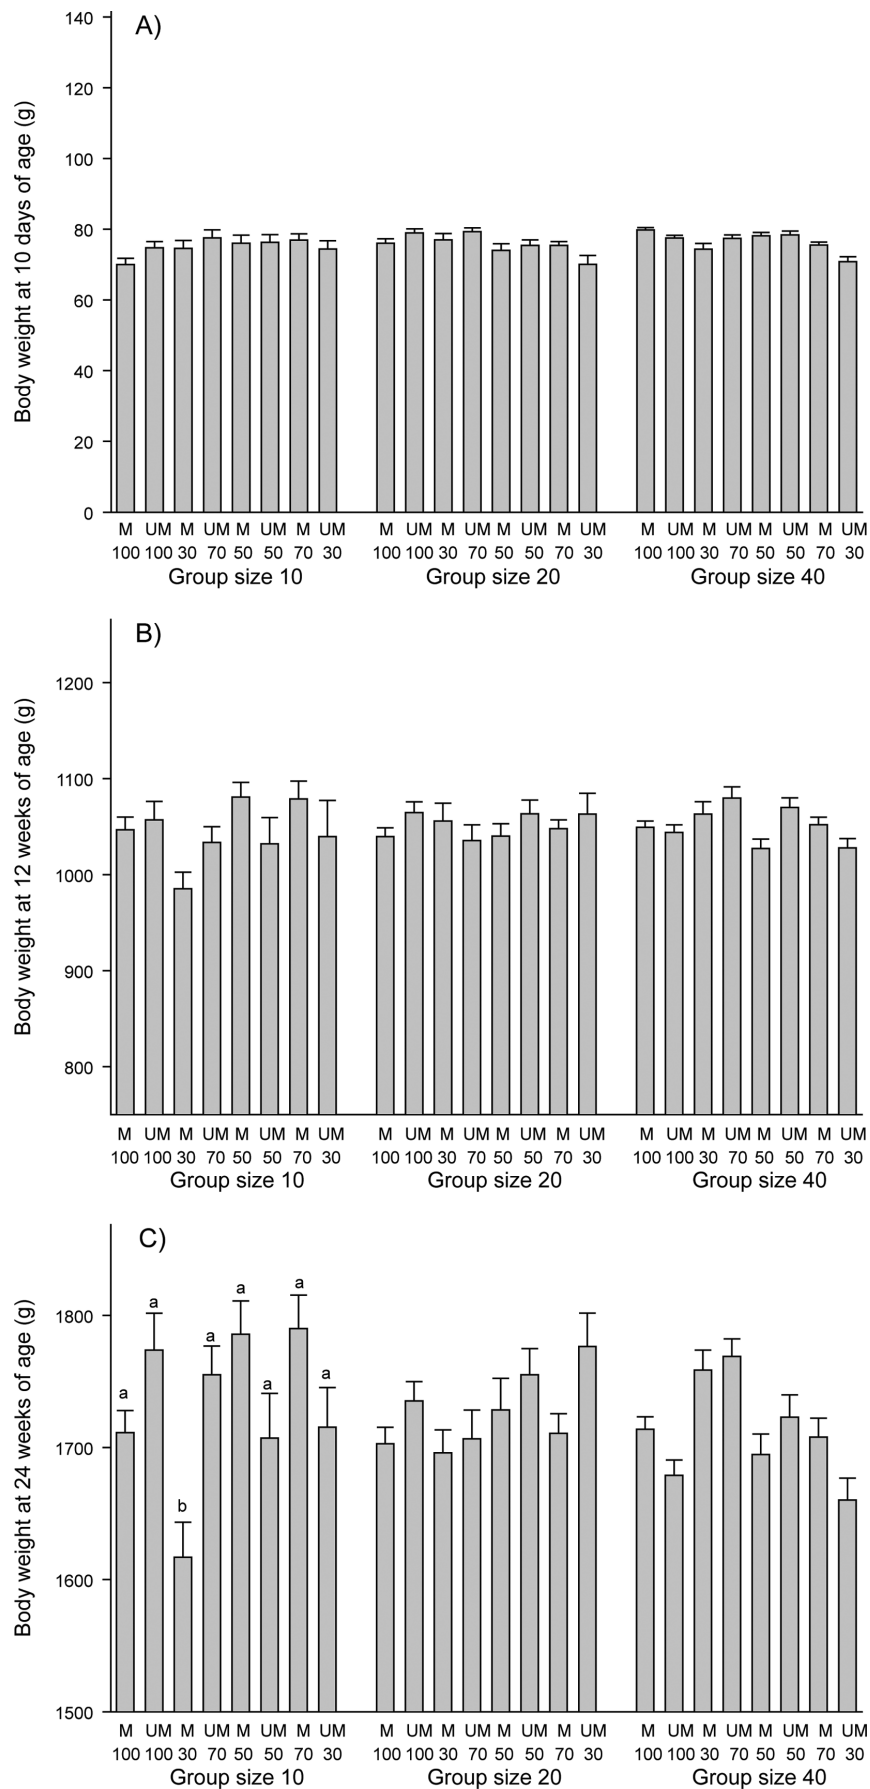 A)
Body weight at 10 days of age (g)
140
120
100
80
60
40
20
0
M UM M UM M UM M UM M UM M UM M UM M UM M UM M UM M UM M UM
100 100 30 70 50 50 70 30 100 100 30 70 50 50 70 30 100 100 30 70 50 50 70 30
Group size 10 Group size 20 Group size 40
B)
Body weight at 12 weeks of age (g)
1200
1100
1000
900
800
M UM M UM M UM M UM M UM M UM M UM M UM M UM M UM M UM M UM
100 100 30 70 50 50 70 30 100 100 30 70 50 50 70 30 100 100 30 70 50 50 70 30
Group size 10 Group size 20 Group size 40
C)
Body weight at 24 weeks of age (g)
1800
1700
1600
1500
a a b a a a a a
M UM M UM M UM M UM M UM M UM M UM M UM M UM M UM M UM M UM
100 100 30 70 50 50 70 30 100 100 30 70 50 50 70 30 100 100 30 70 50 50 70 30
Group size 10 Group size 20 Group size 40